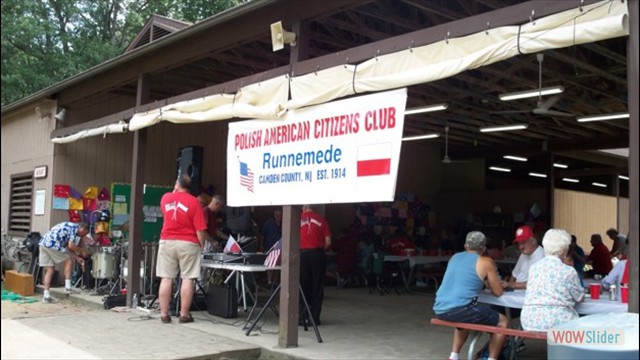 POLISH AMERICAN CITIZENS CLUB
Runnemede
CAMDEN COUNTY, NJ EST. 1914
WOWSlider